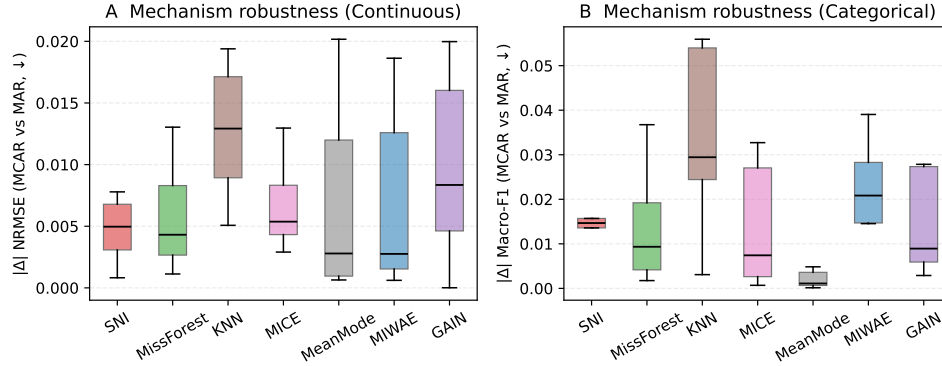 A Mechanism robustness (Continuous)
|Δ| NRMSE (MCAR vs MAR, ↓)
0.020
0.015
0.010
0.005
0.000
SNI
MissForest
KNN
MICE
MeanMode
MIWAE
GAIN
B Mechanism robustness (Categorical)
|Δ| Macro-F1 (MCAR vs MAR, ↓)
0.05
0.04
0.03
0.02
0.01
0.00
SNI
MissForest
KNN
MICE
MeanMode
MIWAE
GAIN